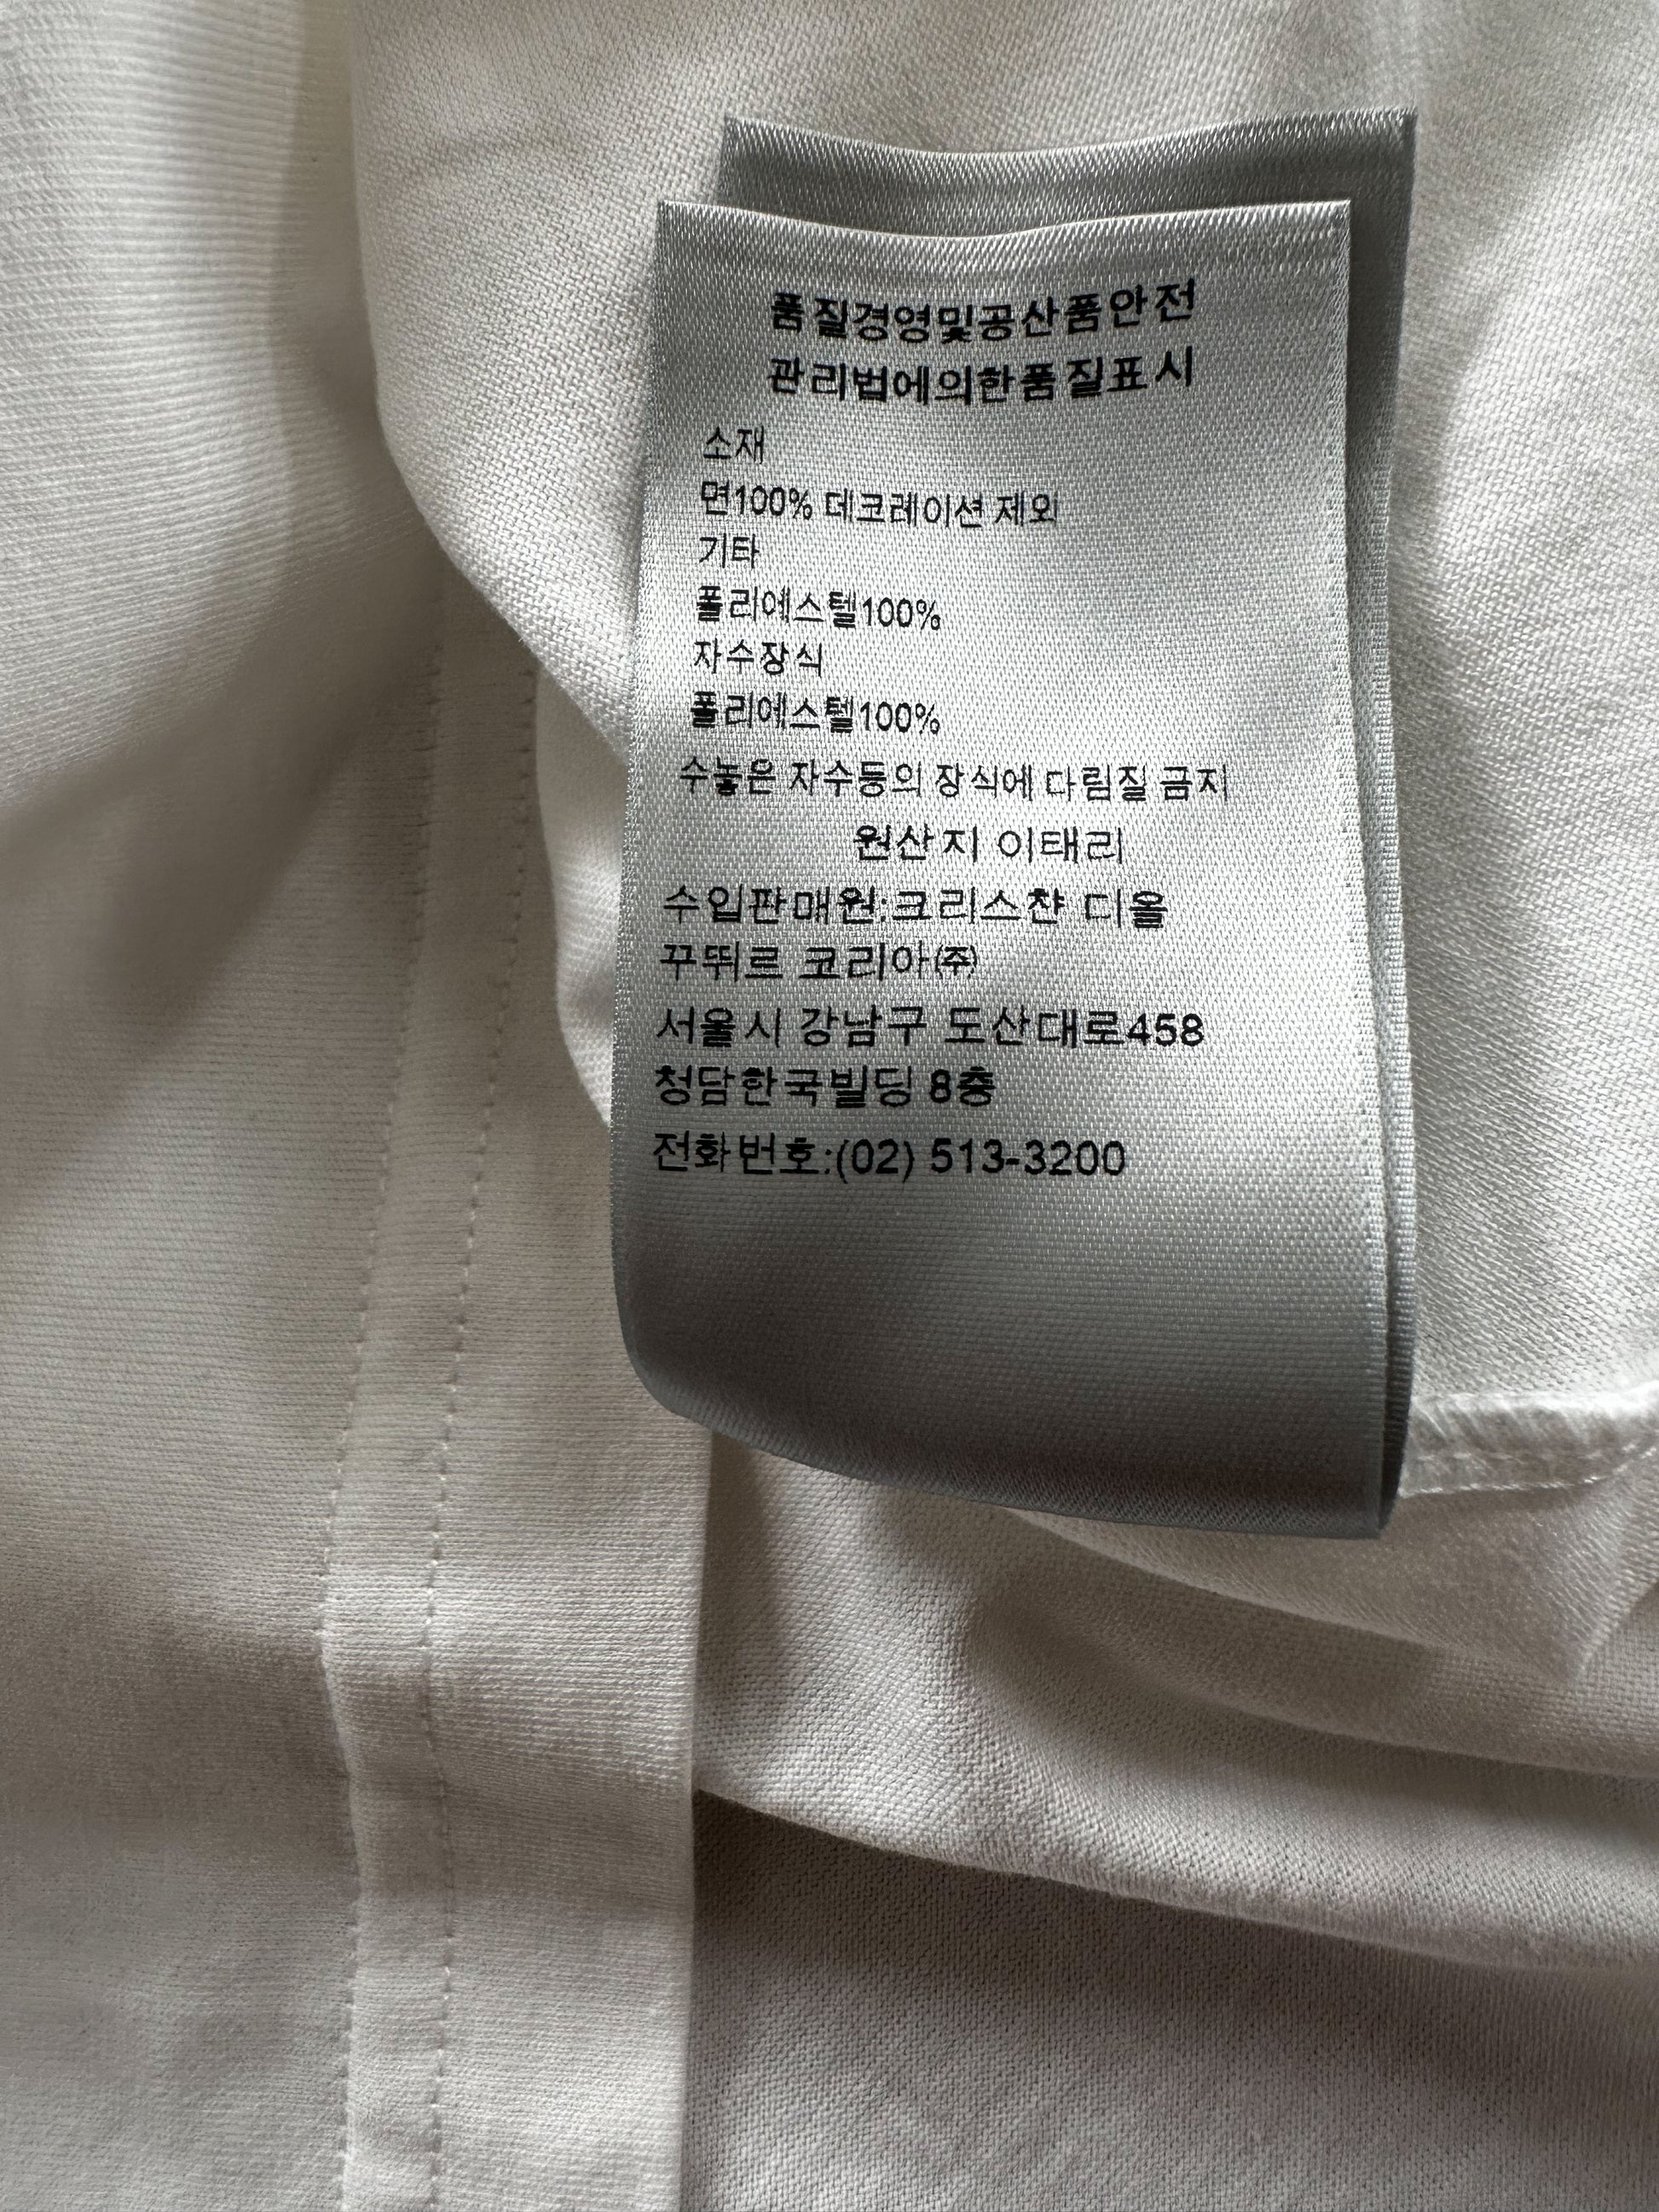 품질경영및공산품안전
관리법에의한품질표시
소재
면100% 데코레이션 제외
기타
폴리에스텔100%
자수장식
폴리에스텔100%
수놓은 자수등의 장식에 다림질 금지
원산지 이태리
수입판매원:크리스챤 디올
꾸뛰르 코리아㈜
서울시 강남구 도산대로458
청담한국빌딩 8층
전화번호:(02) 513-3200